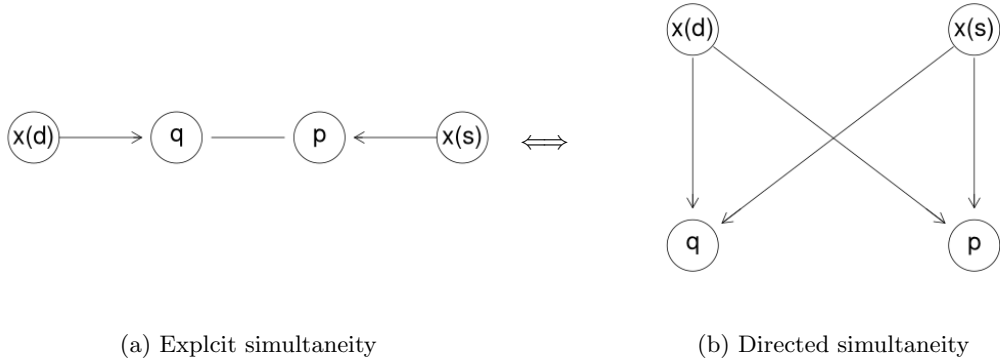 x(d) x(s)
x(d) q p x(s) ⟺
q p
(a) Explcit simultaneity (b) Directed simultaneity